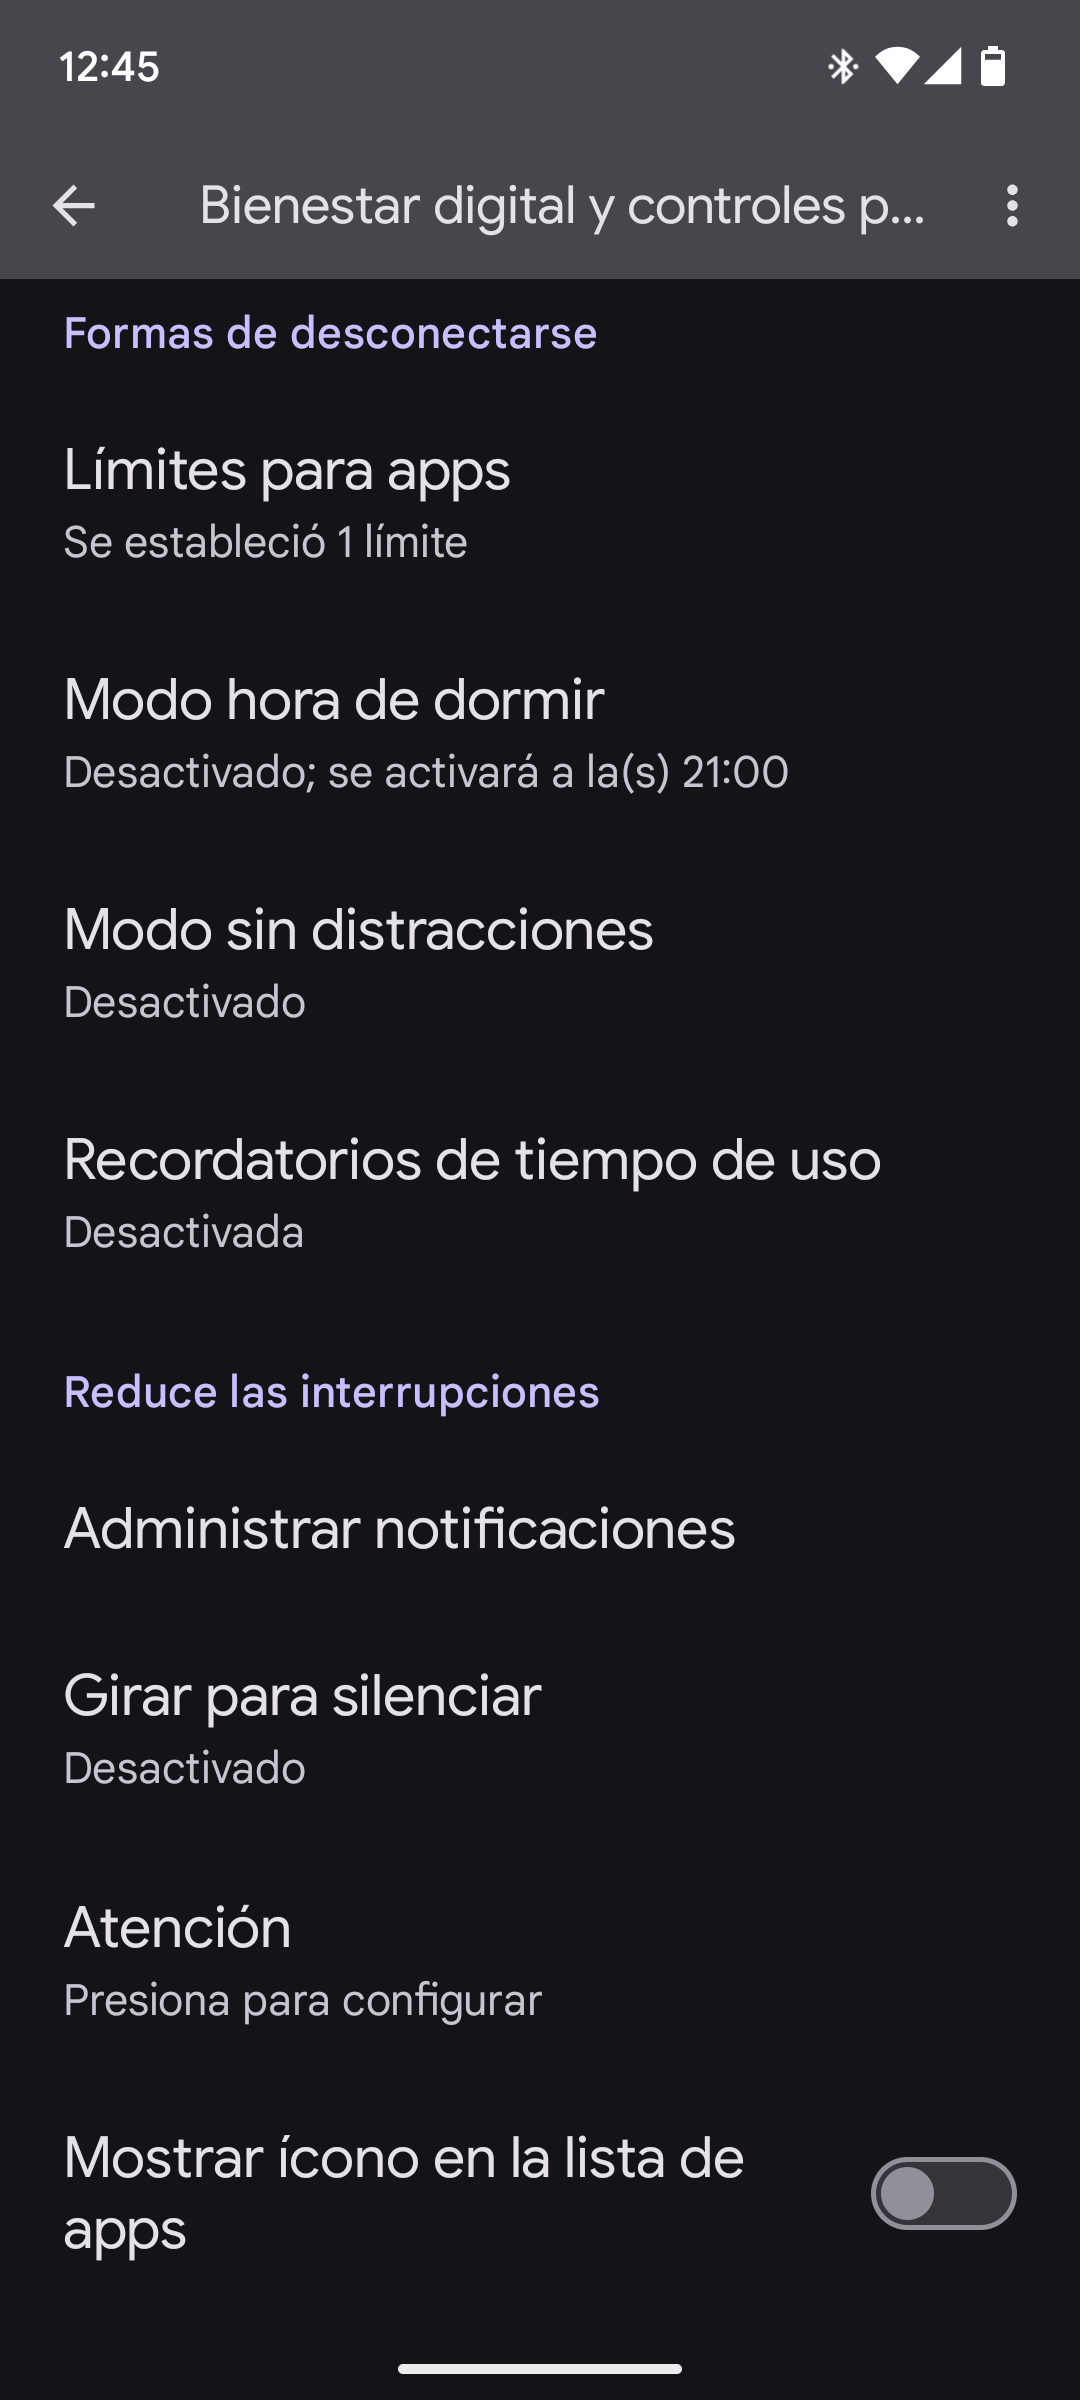 12:45
Bienestar digital y controles p...
Formas de desconectarse
Límites para apps
Se estableció 1 límite
Modo hora de dormir
Desactivado; se activará a la(s) 21:00
Modo sin distracciones
Desactivado
Recordatorios de tiempo de uso
Desactivada
Reduce las interrupciones
Administrar notificaciones
Girar para silenciar
Desactivado
Atención
Presiona para configurar
Mostrar ícono en la lista de
apps